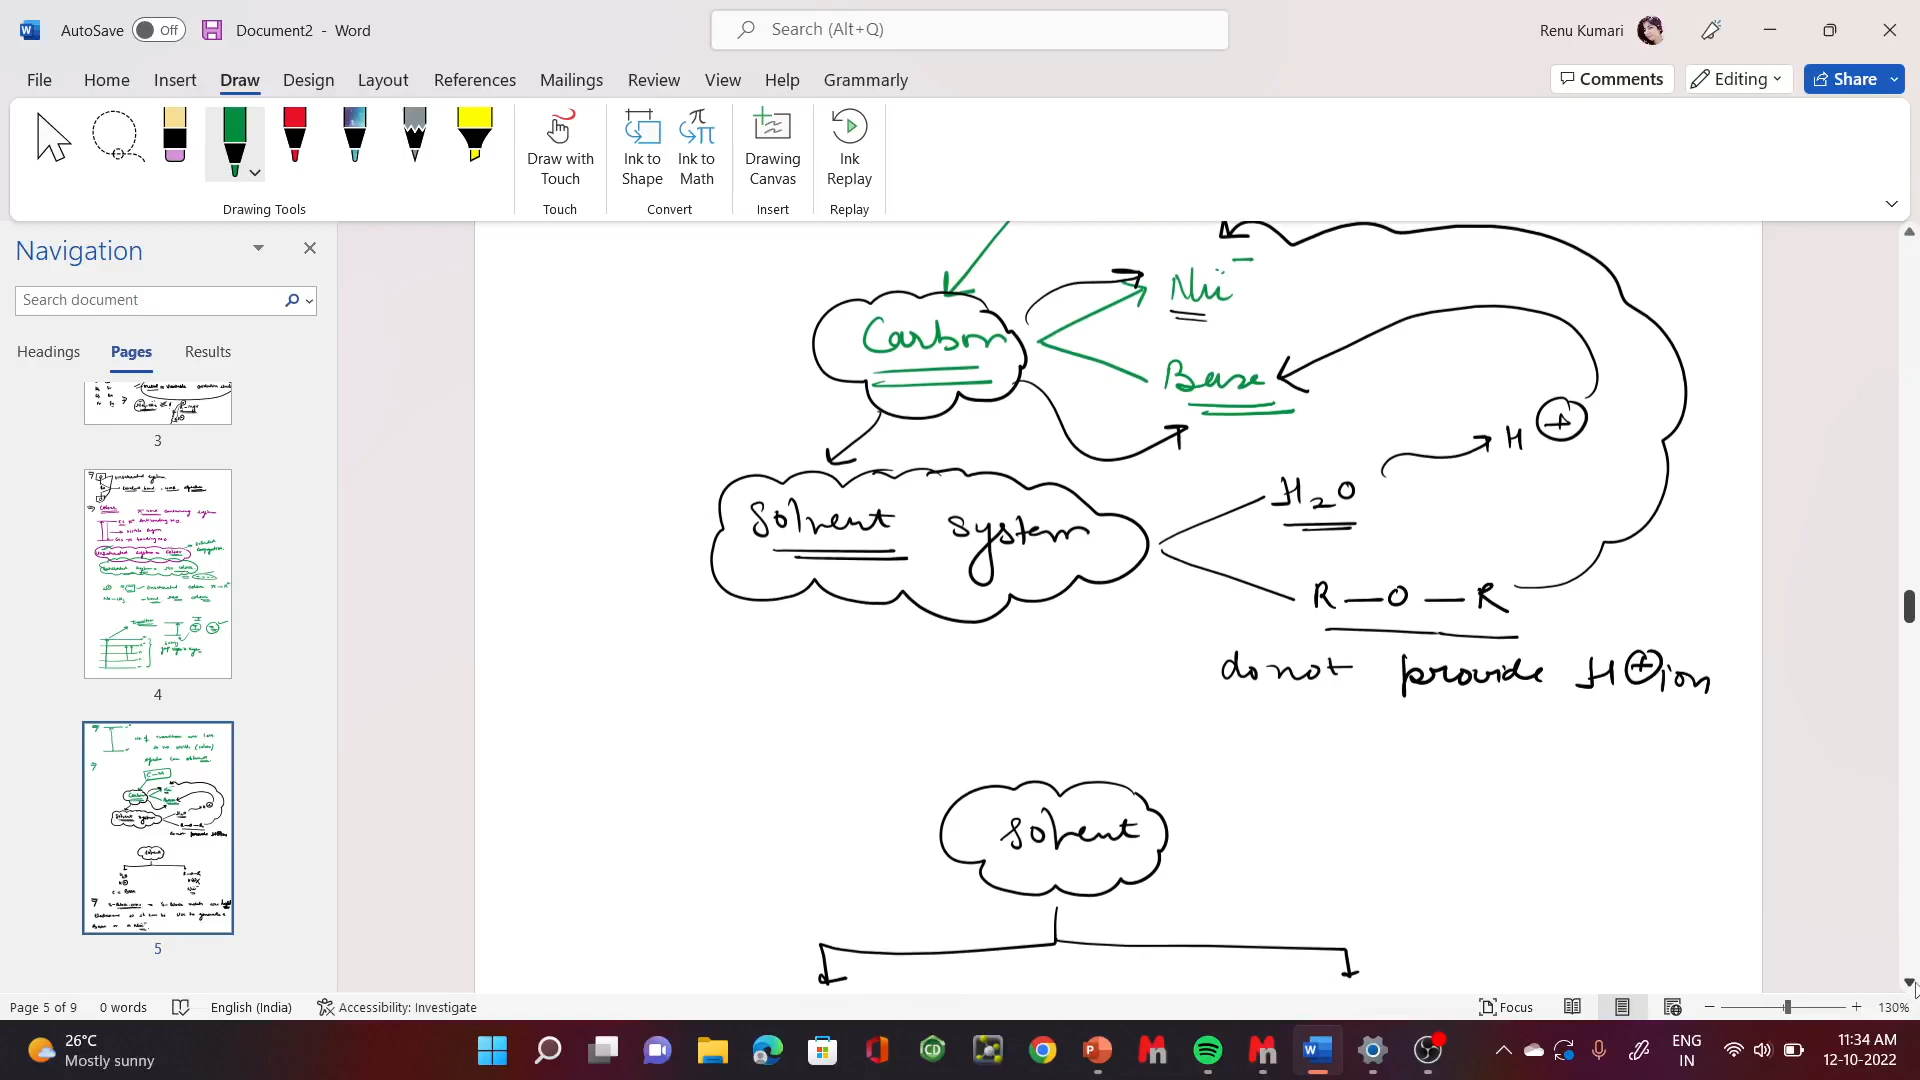 AutoSave Off Document2 - Word Search (Alt+Q) Renu Kumari
File Home Insert Draw Design Layout References Mailings Review View Help Grammarly Comments Editing Share
Draw with Touch
Ink to Shape
Ink to Math
Drawing Canvas
Ink Replay
Drawing Tools Touch Convert Insert Replay
Navigation
Search document
Headings Pages Results
3
4
5
Carbon
Base
H +
Solvent system
H2O
R — O — R
do not provide H + ion
Solvent
Page 5 of 9 0 words English (India) Accessibility: Investigate Focus 130%
26°C
Mostly sunny
ENG
IN
11:34 AM
12-10-2022